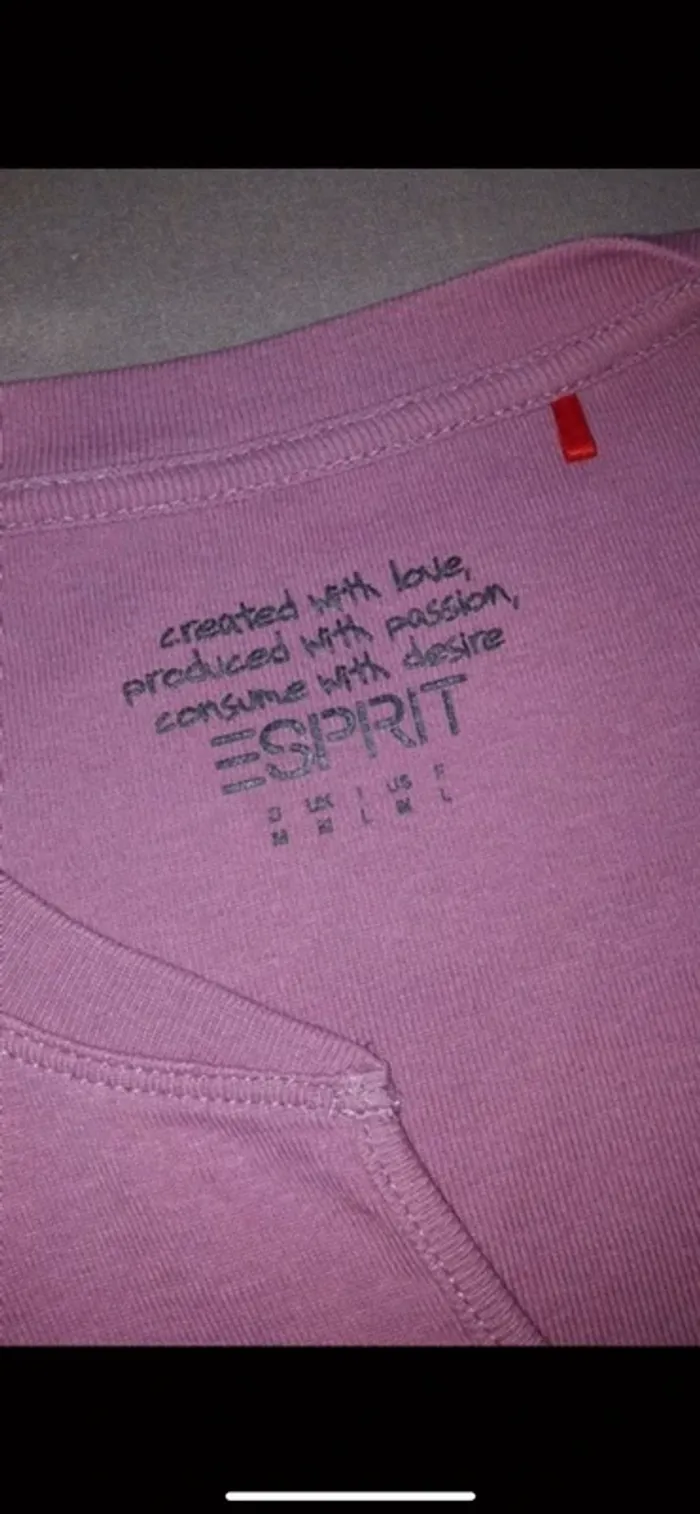 created with love,
produced with passion,
consume with desire
ESPRIT
D UK I US F
M M L M L